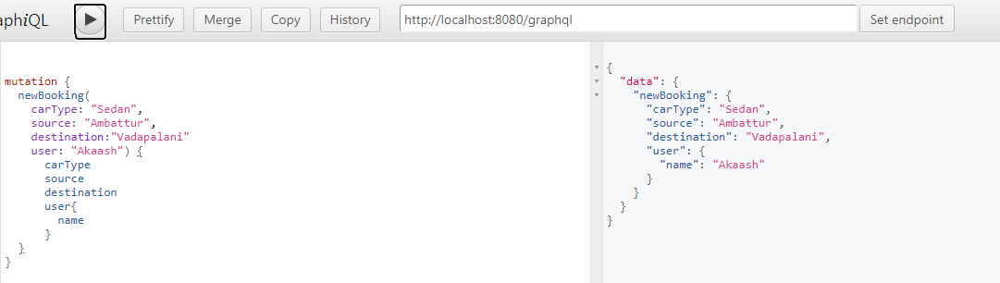 aphiQL Prettify Merge Copy History http://localhost:8080/graphql Set endpoint
mutation {
  newBooking(
    carType: "Sedan",
    source: "Ambattur",
    destination:"Vadapalani"
    user: "Akaash") {
      carType
      source
      destination
      user{
        name
      }
  }
}
{
  "data": {
    "newBooking": {
      "carType": "Sedan",
      "source": "Ambattur",
      "destination": "Vadapalani",
      "user": {
        "name": "Akaash"
      }
    }
  }
}